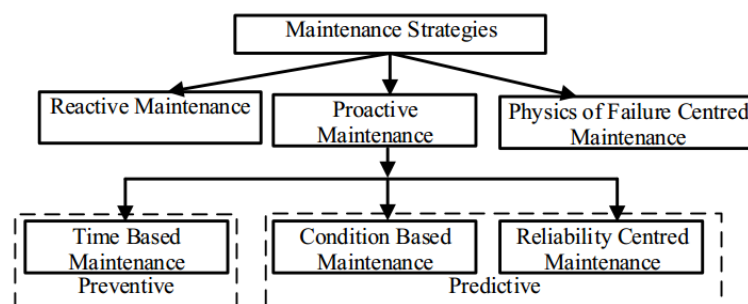 Maintenance Strategies
Reactive Maintenance
Proactive
Maintenance
Physics of Failure Centred
Maintenance
Time Based
Maintenance
Condition Based
Maintenance
Reliability Centred
Maintenance
Preventive
Predictive